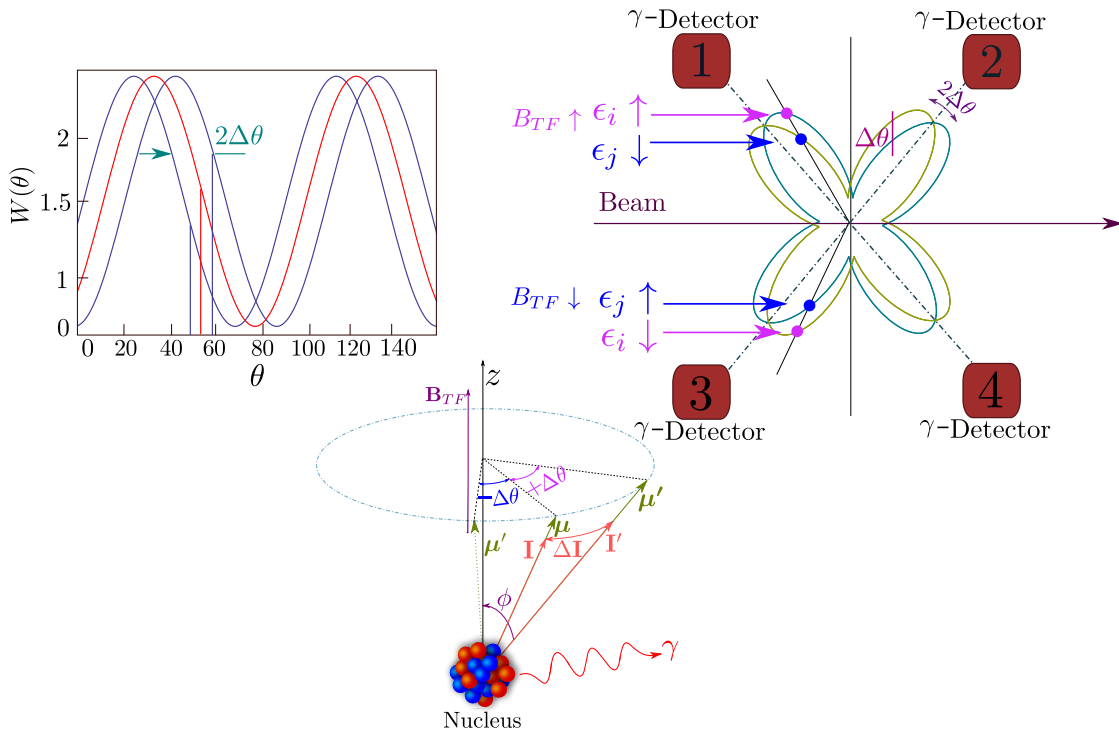 W(θ)
2
1.5
1
0
2Δθ
0 20 40 60 80 100 120 140
θ
γ-Detector
1
γ-Detector
2
B_TF ↑ ϵ_i ↑
ϵ_j ↓
Δθ
2Δθ
Beam
B_TF ↓ ϵ_j ↑
ϵ_i ↓
3
γ-Detector
4
γ-Detector
z
B_TF
−Δθ
+Δθ
μ′
μ
μ′
I
ΔI
I′
ϕ
γ
Nucleus